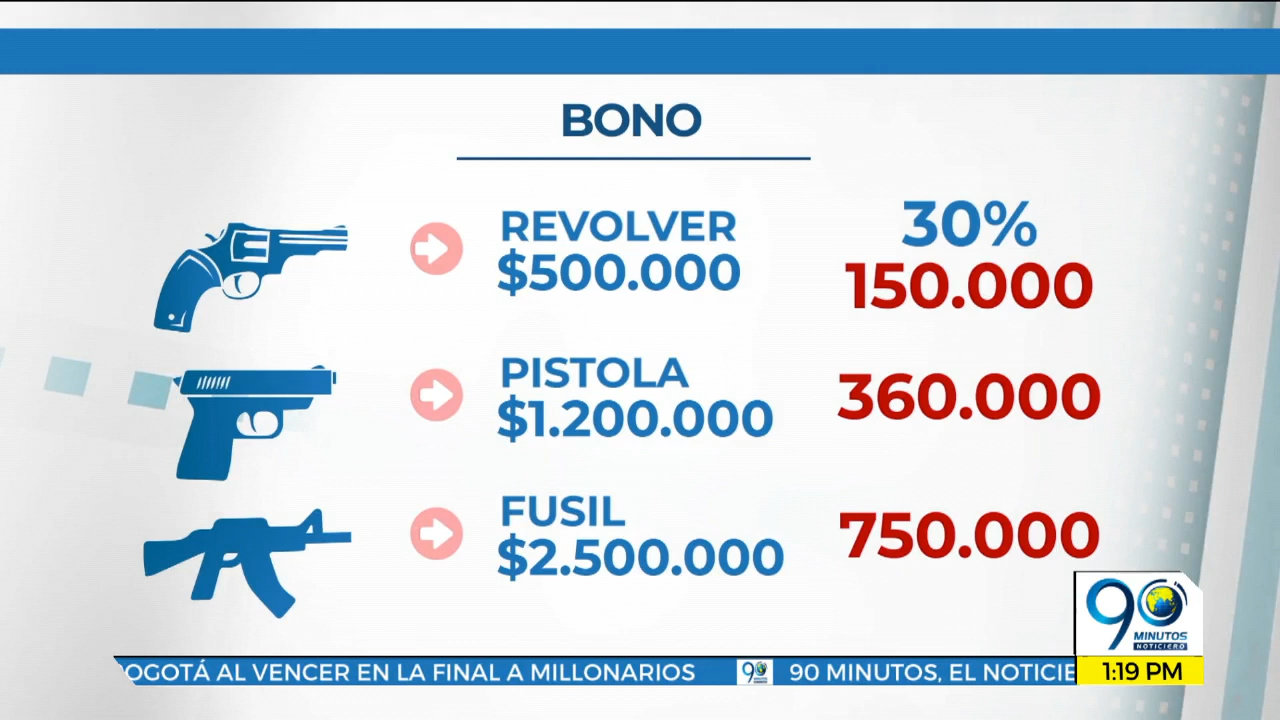 BONO
REVOLVER
$500.000
30%
150.000
PISTOLA
$1.200.000
360.000
FUSIL
$2.500.000
750.000
90
MINUTOS
NOTICIERO
OGOTÁ AL VENCER EN LA FINAL A MILLONARIOS
90 MINUTOS, EL NOTICIE
1:19 PM